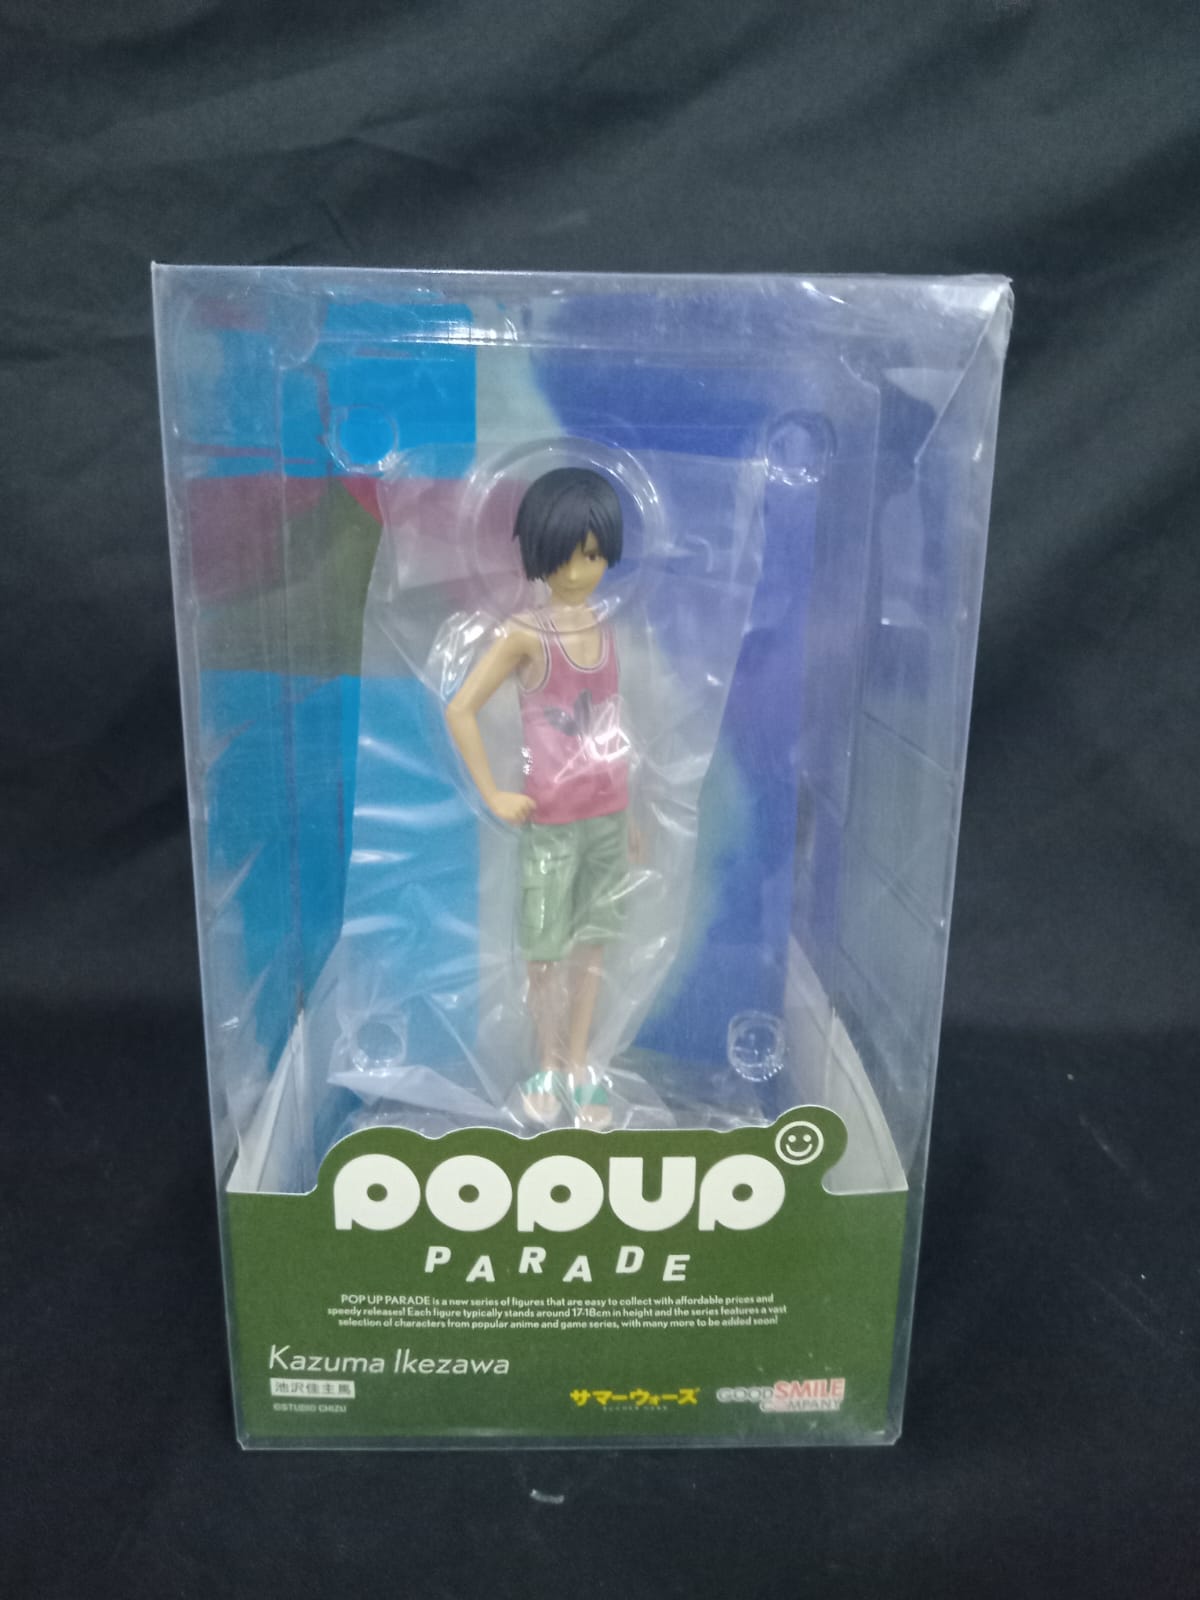 POPUP
PARADE
POP UP PARADE is a new series of figures that are easy to collect with affordable prices and
speedy releases! Each figure typically stands around 17-18cm in height and the series features a vast
selection of characters from popular anime and game series, with many more to be added soon!
Kazuma Ikezawa
池沢佳主馬
©STUDIO CHIZU
サマーウォーズ
SUMMER WARS
GOOD SMILE
COMPANY